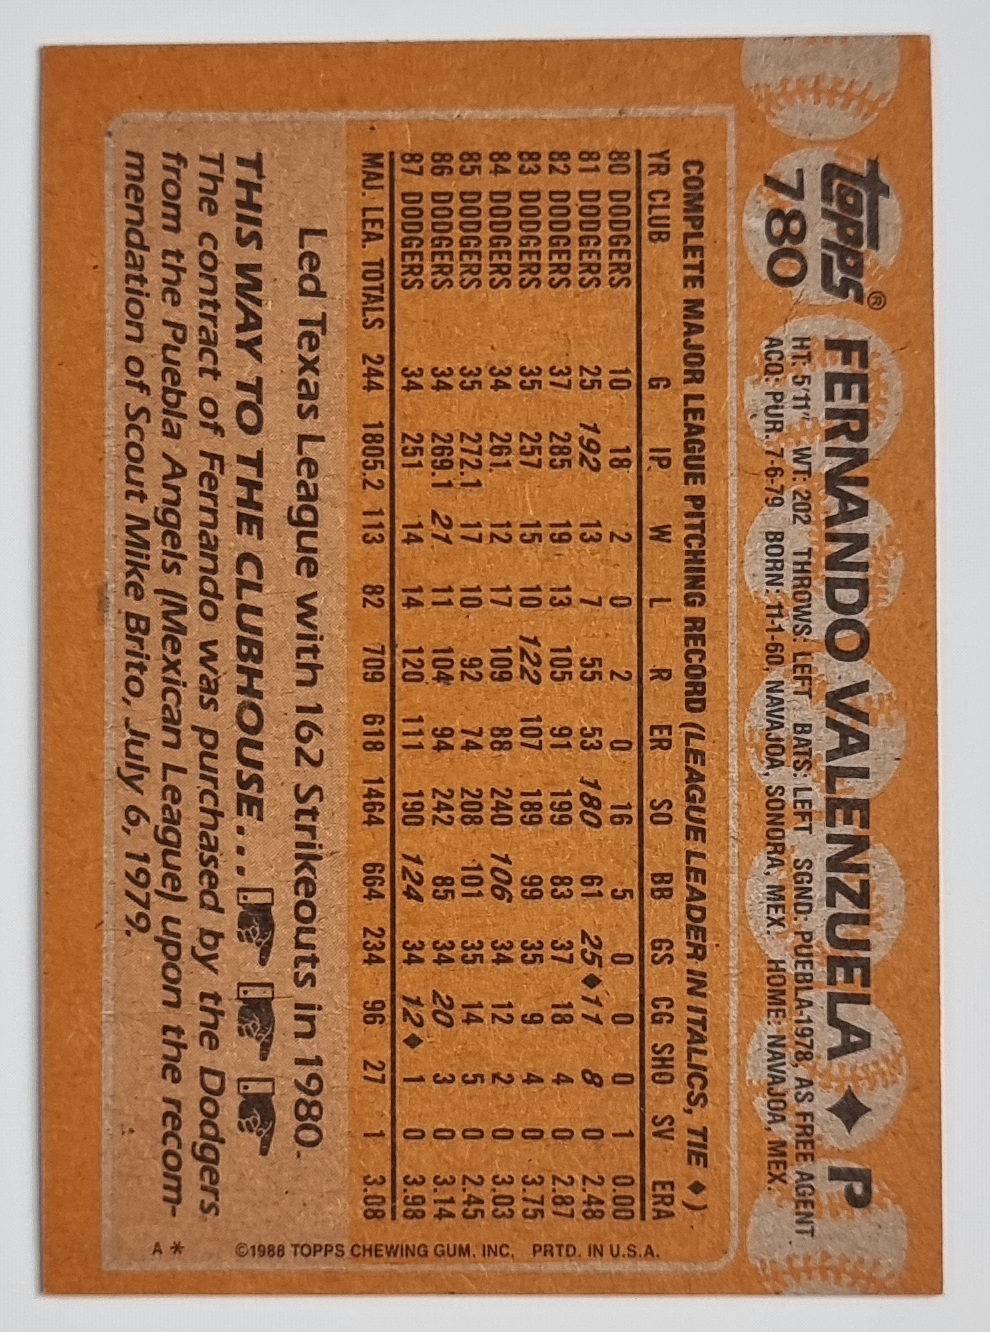 Topps®
780
FERNANDO VALENZUELA ♦ P
HT: 5'11" WT: 202 THROWS: LEFT BATS: LEFT SGND: PUEBLA-1978, AS FREE AGENT
ACQ: PUR. 7-6-79 BORN: 11-1-60, NAVAJOA, SONORA, MEX. HOME: NAVAJOA, MEX.
COMPLETE MAJOR LEAGUE PITCHING RECORD (LEAGUE LEADER IN ITALICS, TIE ♦)
YR CLUB G IP W L R ER SO BB GS CG SHO SV ERA
80 DODGERS 10 18 2 0 2 0 16 5 0 0 0 1 0.00
81 DODGERS 25 192 13 7 55 53 180 61 25♦ 11 8 0 2.48
82 DODGERS 37 285 19 13 105 91 199 83 37 18 4 0 2.87
83 DODGERS 35 257 15 10 122 107 189 99 35 9 4 0 3.75
84 DODGERS 34 261 12 17 109 88 240 106 34 12 2 0 3.03
85 DODGERS 35 272.1 17 10 92 74 208 101 35 14 5 0 2.45
86 DODGERS 34 269.1 21 11 104 94 242 85 34 20 3 0 3.14
87 DODGERS 34 251 14 14 120 111 190 124 34 12♦ 1 0 3.98
MAJ. LEA. TOTALS 244 1805.2 113 82 709 618 1464 664 234 96 27 1 3.08
Led Texas League with 162 Strikeouts in 1980.
THIS WAY TO THE CLUBHOUSE...
The contract of Fernando was purchased by the Dodgers
from the Puebla Angels (Mexican League) upon the recom-
mendation of Scout Mike Brito, July 6, 1979.
A * ©1988 TOPPS CHEWING GUM, INC. PRTD. IN U.S.A.